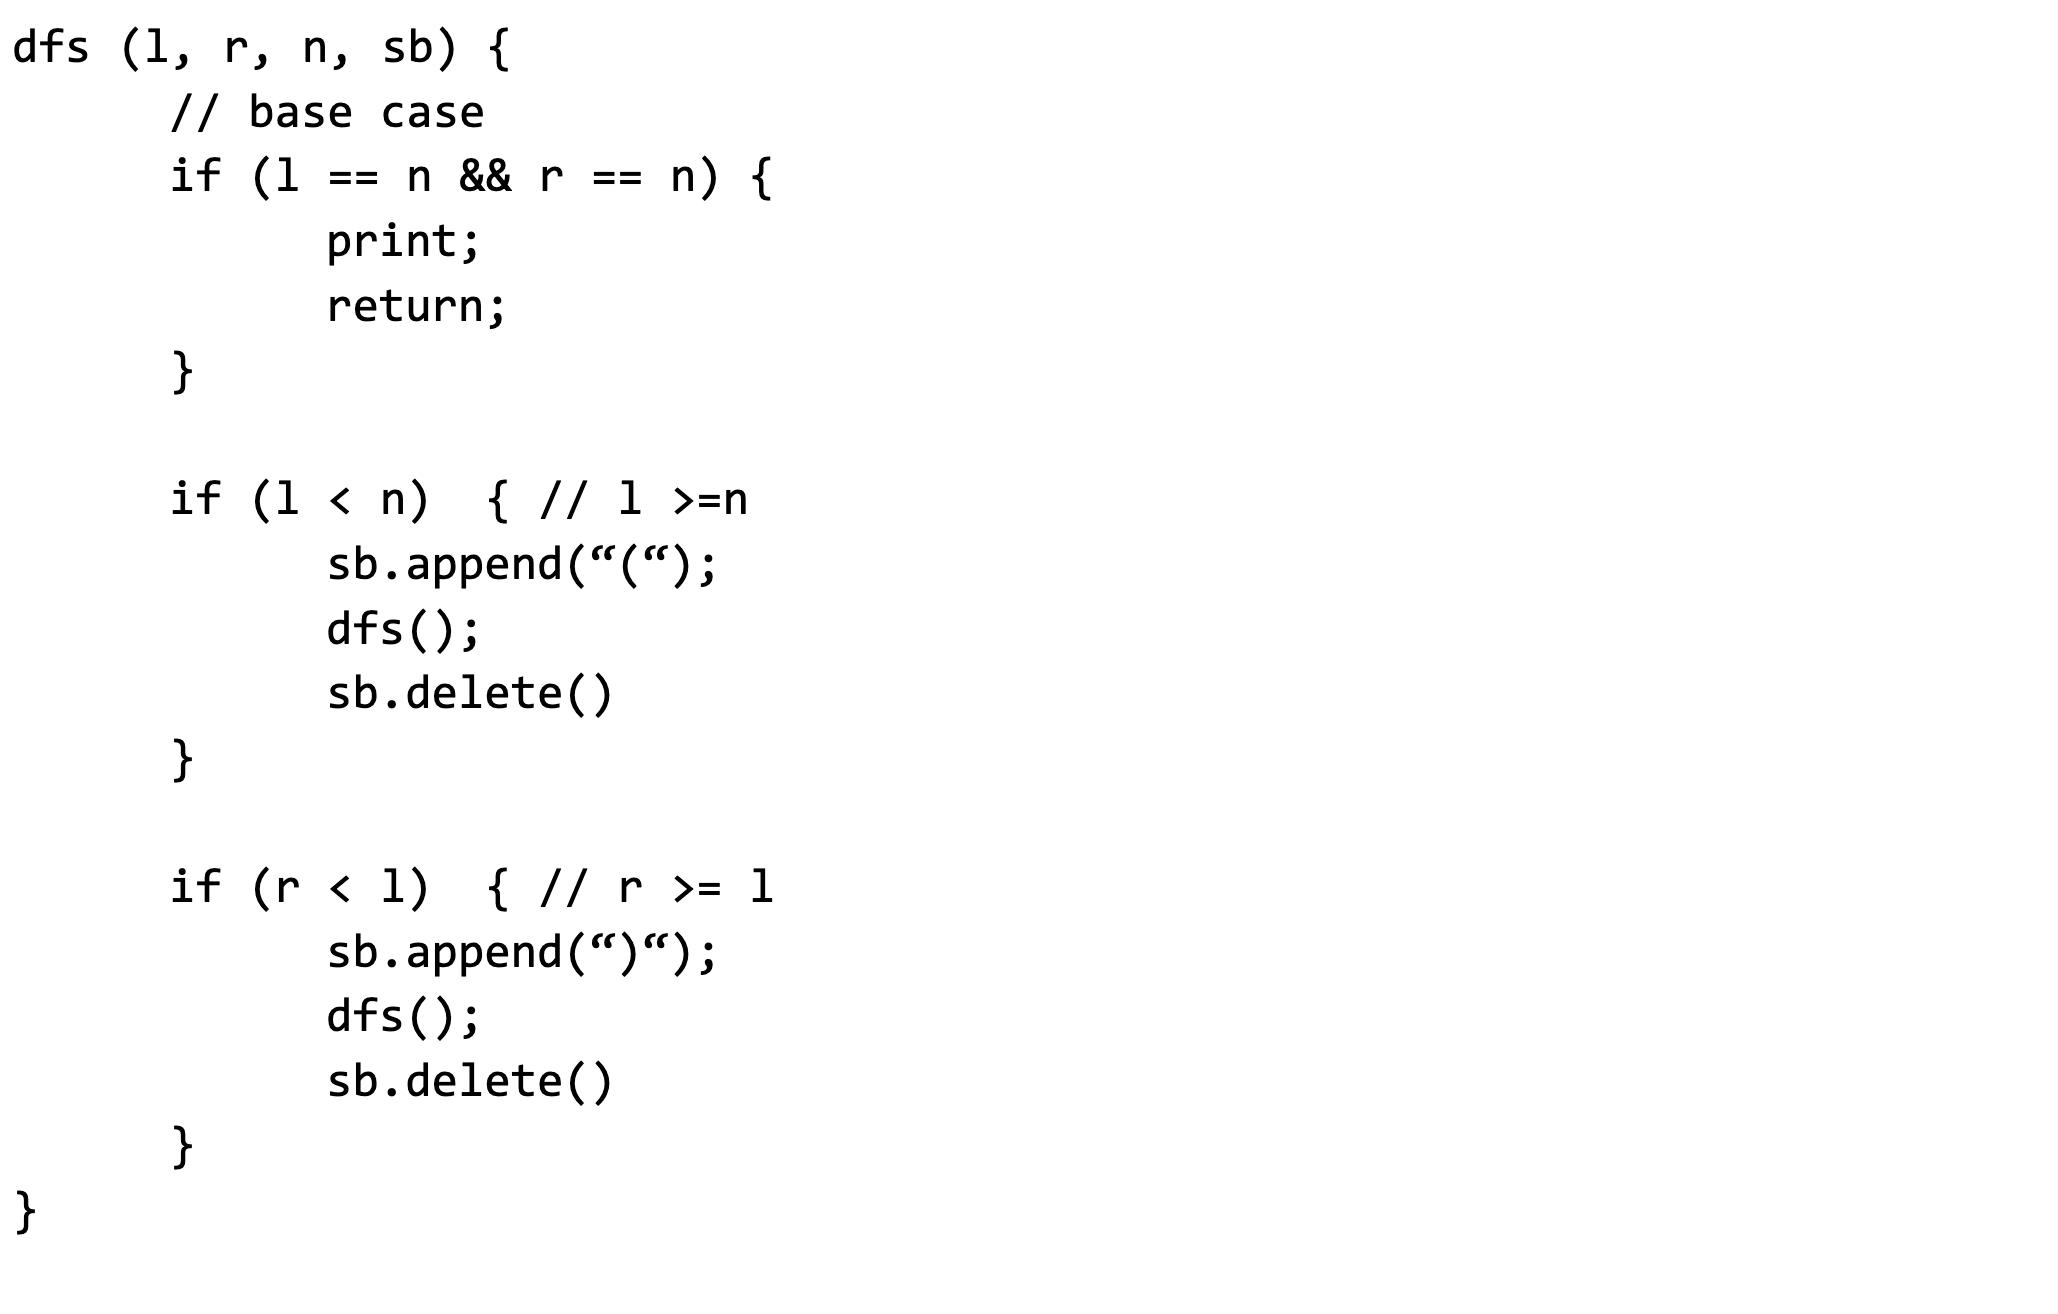 dfs (l, r, n, sb) {
// base case
if (l == n && r == n) {
print;
return;
}
if (l < n)  { // l >=n
sb.append(“(“);
dfs();
sb.delete()
}
if (r < l)  { // r >= l
sb.append(“)“);
dfs();
sb.delete()
}
}